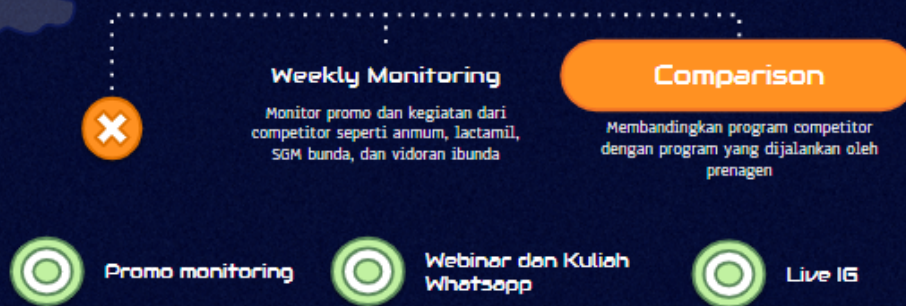 Weekly Monitoring
Monitor promo dan kegiatan dari
competitor seperti anmum, lactamil,
SGM bunda, dan vidoran ibunda
Comparison
Membandingkan program competitor
dengan program yang dijalankan oleh
prenagen
Promo monitoring
Webinar dan Kuliah
Whatsapp
Live IG